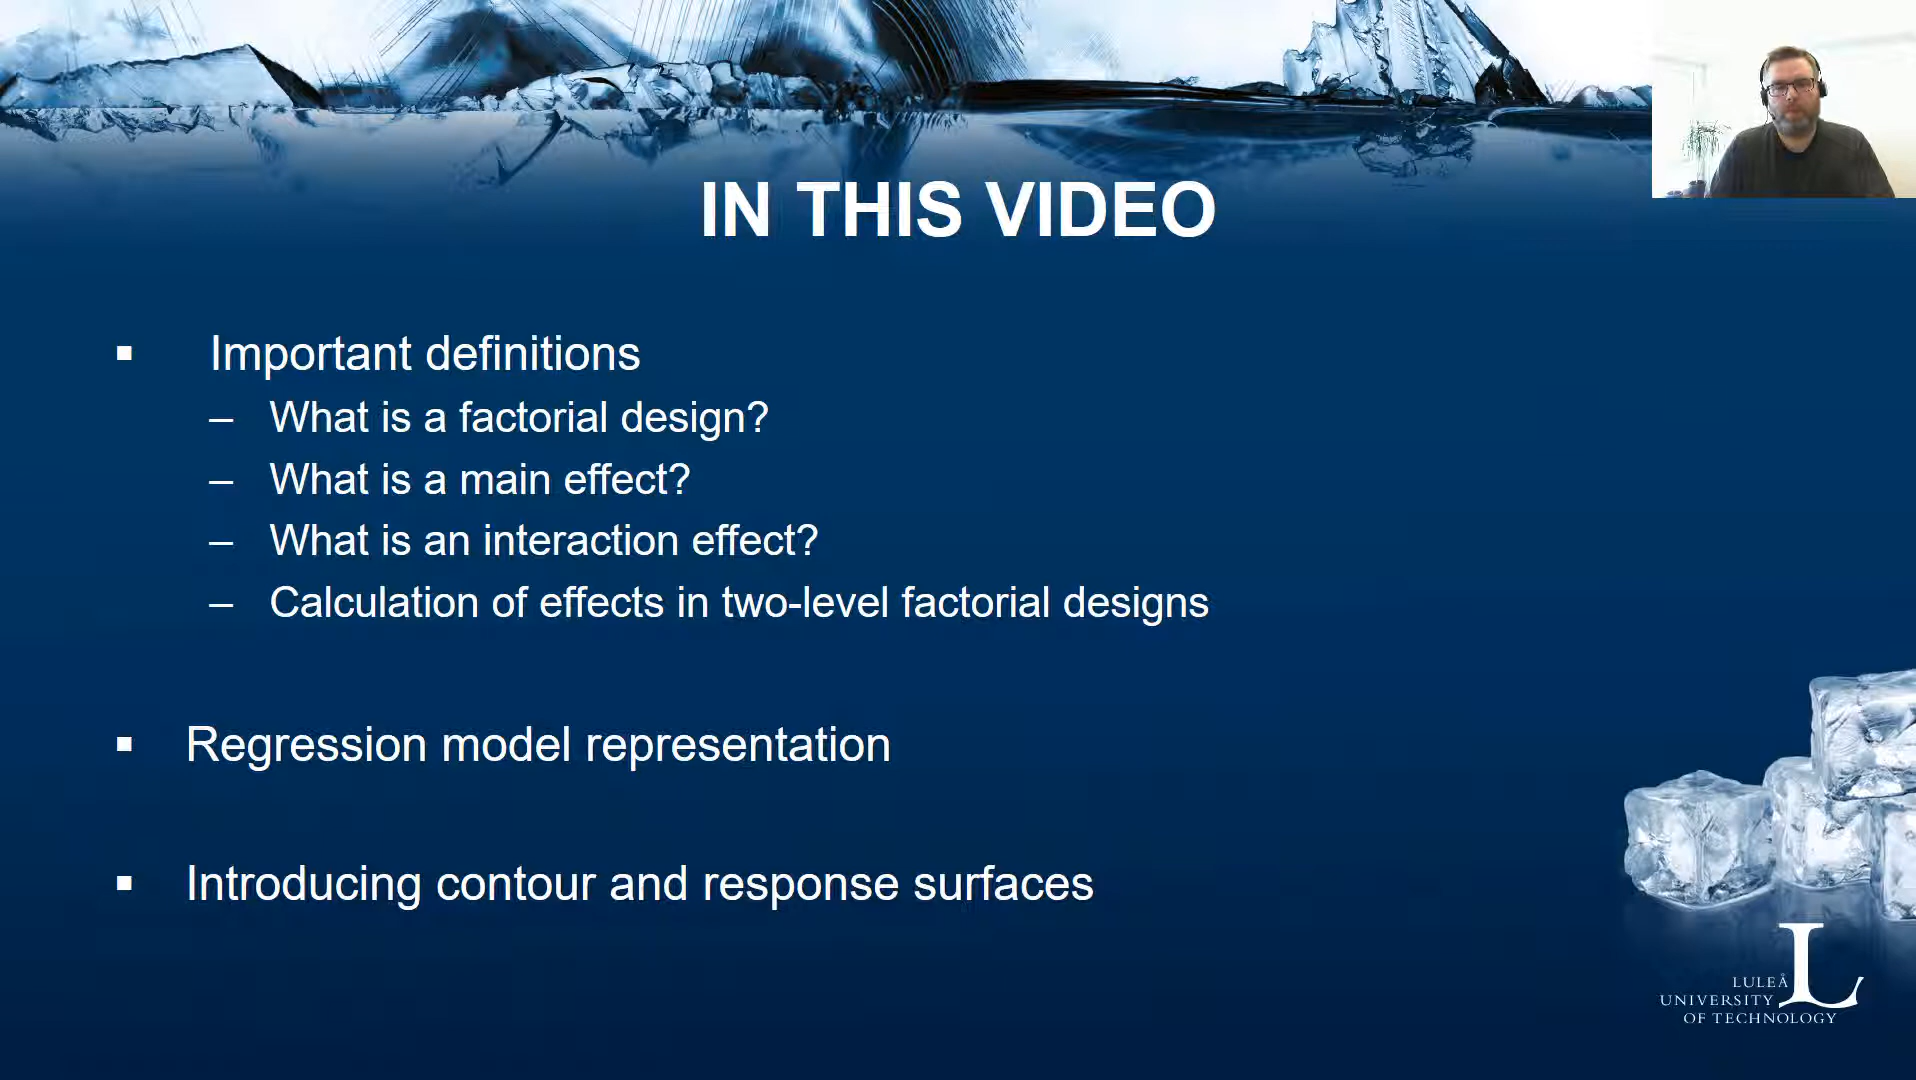 IN THIS VIDEO
▪ Important definitions
– What is a factorial design?
– What is a main effect?
– What is an interaction effect?
– Calculation of effects in two-level factorial designs
▪ Regression model representation
▪ Introducing contour and response surfaces
L
LULEÅ
UNIVERSITY
OF TECHNOLOGY